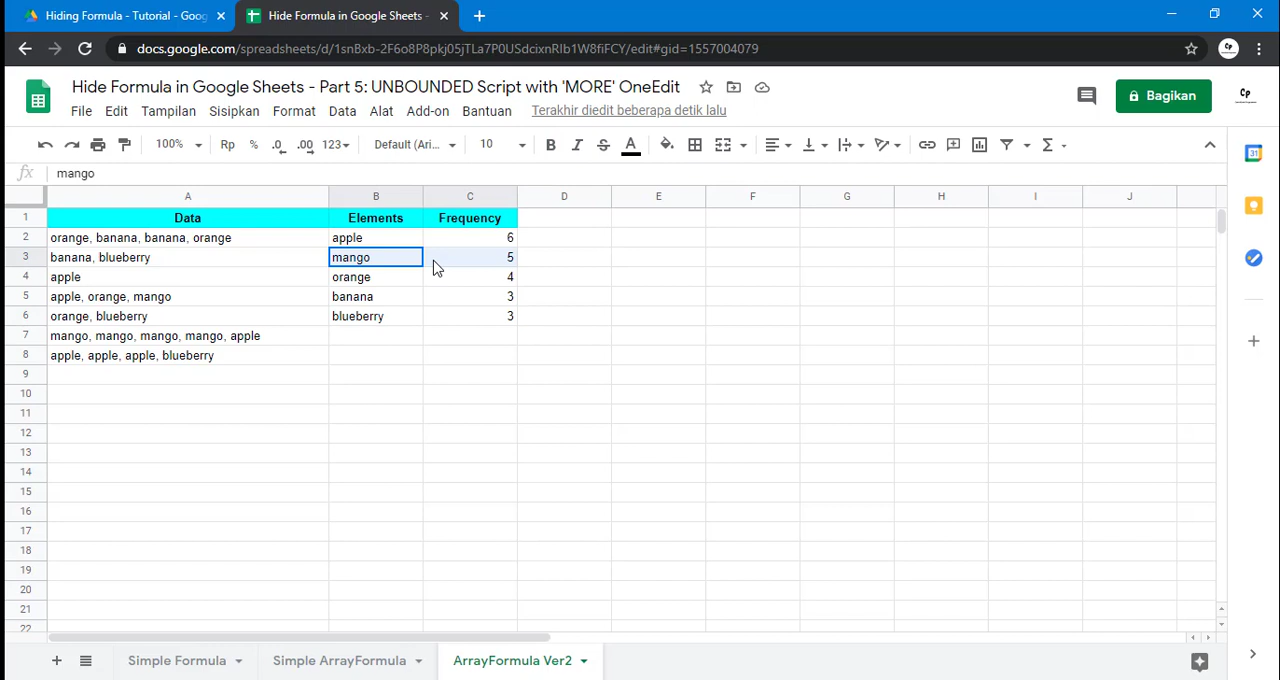 Hiding Formula - Tutorial - Goog
Hide Formula in Google Sheets -
docs.google.com/spreadsheets/d/1snBxb-2F6o8P8pkj05jTLa7P0USdcixnRIb1W8fiFCY/edit#gid=1557004079
Hide Formula in Google Sheets - Part 5: UNBOUNDED Script with 'MORE' OneEdit
File Edit Tampilan Sisipkan Format Data Alat Add-on Bantuan Terakhir diedit beberapa detik lalu
Bagikan
Cp
100% Rp % .0 .00 123 Default (Ari... 10 B I S A Σ
31
fx mango
A B C D E F G H I J
1 Data Elements Frequency
2 orange, banana, banana, orange apple 6
3 banana, blueberry mango 5
4 apple orange 4
5 apple, orange, mango banana 3
6 orange, blueberry blueberry 3
7 mango, mango, mango, mango, apple
8 apple, apple, apple, blueberry
9
10
11
12
13
14
15
16
17
18
19
20
21
22
Simple Formula Simple ArrayFormula ArrayFormula Ver2